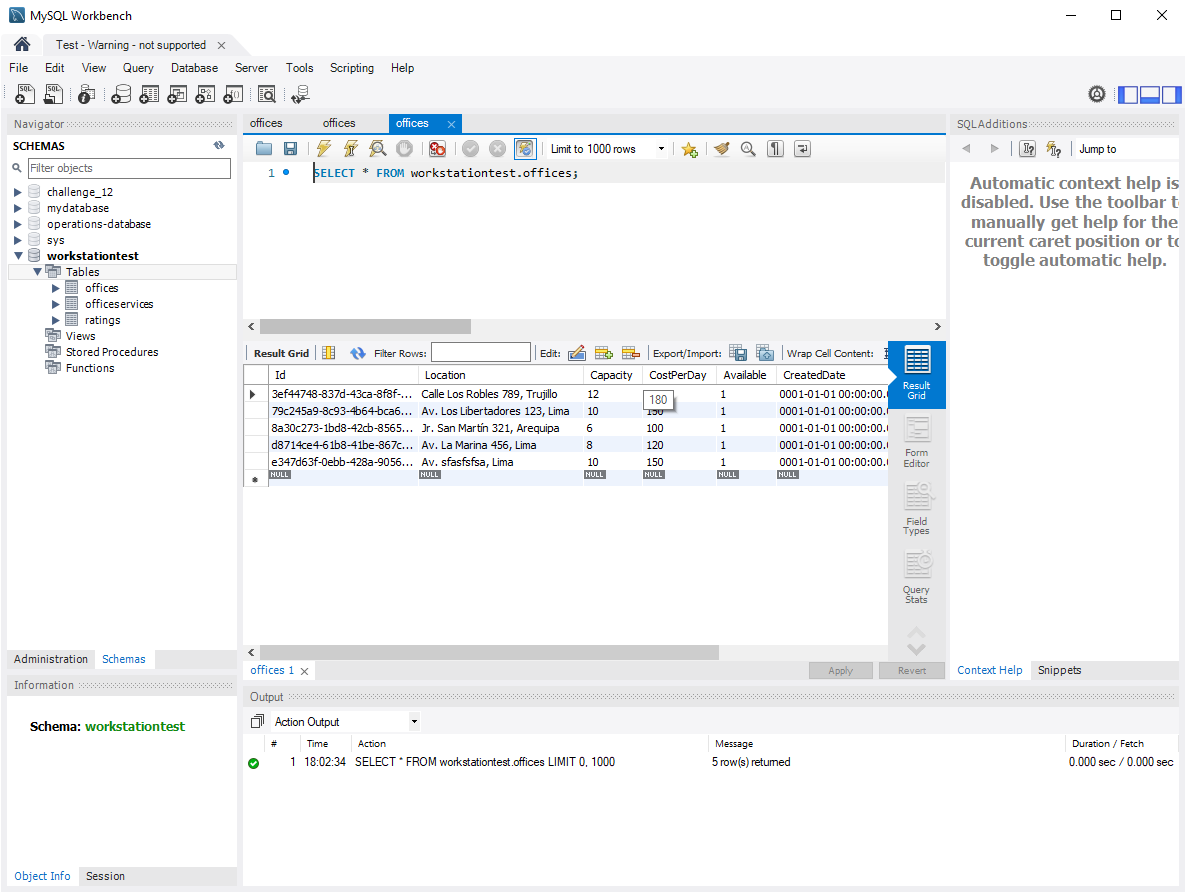 MySQL Workbench
Test - Warning - not supported
File Edit View Query Database Server Tools Scripting Help
Navigator
SCHEMAS
Filter objects
challenge_12
mydatabase
operations-database
sys
workstationtest
Tables
offices
officeservices
ratings
Views
Stored Procedures
Functions
Administration Schemas
Information
Schema: workstationtest
Object Info Session
offices offices offices
Limit to 1000 rows
1 SELECT * FROM workstationtest.offices;
Result Grid Filter Rows: Edit: Export/Import: Wrap Cell Content:
Id Location Capacity CostPerDay Available CreatedDate
3ef44748-837d-43ca-8f8f-... Calle Los Robles 789, Trujillo 12 180 1 0001-01-01 00:00:00.0
79c245a9-8c93-4b64-bca6... Av. Los Libertadores 123, Lima 10 150 1 0001-01-01 00:00:00.0
8a30c273-1bd8-42cb-8565... Jr. San Martín 321, Arequipa 6 100 1 0001-01-01 00:00:00.0
d8714ce4-61b8-41be-867c... Av. La Marina 456, Lima 8 120 1 0001-01-01 00:00:00.0
e347d63f-0ebb-428a-9056... Av. sfasfsfsa, Lima 10 150 1 0001-01-01 00:00:00.0
NULL NULL NULL NULL NULL NULL
Result
Grid
Form
Editor
Field
Types
Query
Stats
offices 1
Apply Revert
SQLAdditions
Jump to
Automatic context help is
disabled. Use the toolbar to
manually get help for the
current caret position or to
toggle automatic help.
Context Help Snippets
Output
Action Output
# Time Action Message Duration / Fetch
1 18:02:34 SELECT * FROM workstationtest.offices LIMIT 0, 1000 5 row(s) returned 0.000 sec / 0.000 sec